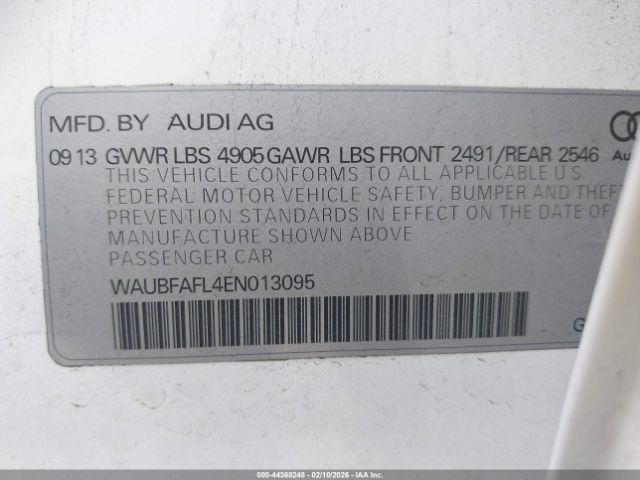 MFD. BY AUDI AG
09 13 GVWR LBS 4905 GAWR LBS FRONT 2491/REAR 2546
THIS VEHICLE CONFORMS TO ALL APPLICABLE U.S.
FEDERAL MOTOR VEHICLE SAFETY, BUMPER AND THEFT
PREVENTION STANDARDS IN EFFECT ON THE DATE OF
MANUFACTURE SHOWN ABOVE
PASSENGER CAR
WAUBFAFL4EN013095
000-44368248 - 02/10/2026 - COPYRIGHT © IAA, LLC